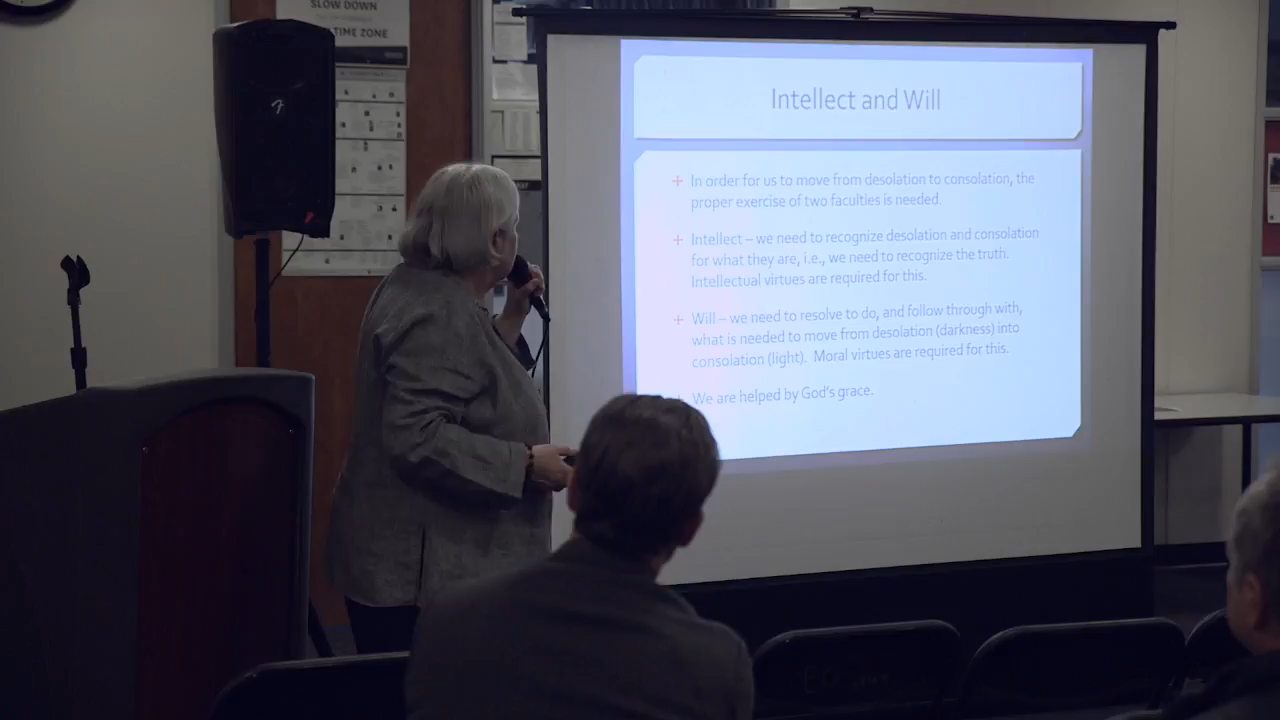 SLOW DOWN
TIME ZONE
Intellect and Will
In order for us to move from desolation to consolation, the
proper exercise of two faculties is needed.
Intellect – we need to recognize desolation and consolation
for what they are, i.e., we need to recognize the truth.
Intellectual virtues are required for this.
Will – we need to resolve to do, and follow through with,
what is needed to move from desolation (darkness) into
consolation (light). Moral virtues are required for this.
We are helped by God's grace.